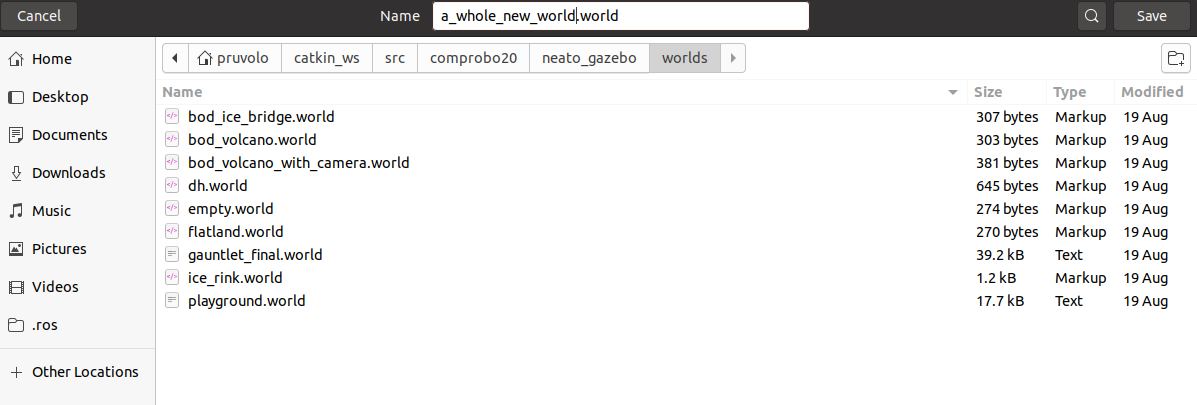 Cancel Name a_whole_new_world.world Save
Home
Desktop
Documents
Downloads
Music
Pictures
Videos
.ros
Other Locations
pruvolo catkin_ws src comprobo20 neato_gazebo worlds
Name Size Type Modified
bod_ice_bridge.world 307 bytes Markup 19 Aug
bod_volcano.world 303 bytes Markup 19 Aug
bod_volcano_with_camera.world 381 bytes Markup 19 Aug
dh.world 645 bytes Markup 19 Aug
empty.world 274 bytes Markup 19 Aug
flatland.world 270 bytes Markup 19 Aug
gauntlet_final.world 39.2 kB Text 19 Aug
ice_rink.world 1.2 kB Markup 19 Aug
playground.world 17.7 kB Text 19 Aug